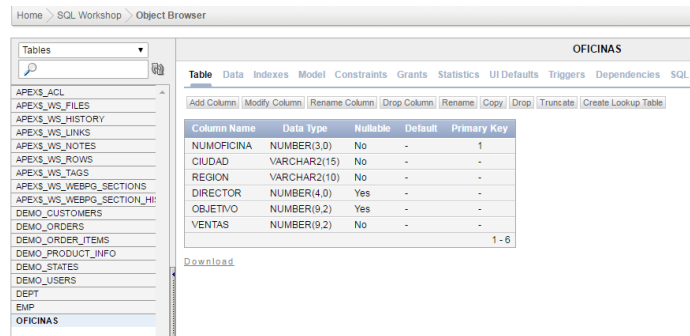 Home > SQL Workshop > Object Browser
Tables
APEX$_ACL
APEX$_WS_FILES
APEX$_WS_HISTORY
APEX$_WS_LINKS
APEX$_WS_NOTES
APEX$_WS_ROWS
APEX$_WS_TAGS
APEX$_WS_WEBPG_SECTIONS
APEX$_WS_WEBPG_SECTION_HI
DEMO_CUSTOMERS
DEMO_ORDERS
DEMO_ORDER_ITEMS
DEMO_PRODUCT_INFO
DEMO_STATES
DEMO_USERS
DEPT
EMP
OFICINAS
OFICINAS
Table Data Indexes Model Constraints Grants Statistics UI Defaults Triggers Dependencies SQL
Add Column Modify Column Rename Column Drop Column Rename Copy Drop Truncate Create Lookup Table
Column Name Data Type Nullable Default Primary Key
NUMOFICINA NUMBER(3,0) No - 1
CIUDAD VARCHAR2(15) No - -
REGION VARCHAR2(10) No - -
DIRECTOR NUMBER(4,0) Yes - -
OBJETIVO NUMBER(9,2) Yes - -
VENTAS NUMBER(9,2) No - -
1 - 6
Download